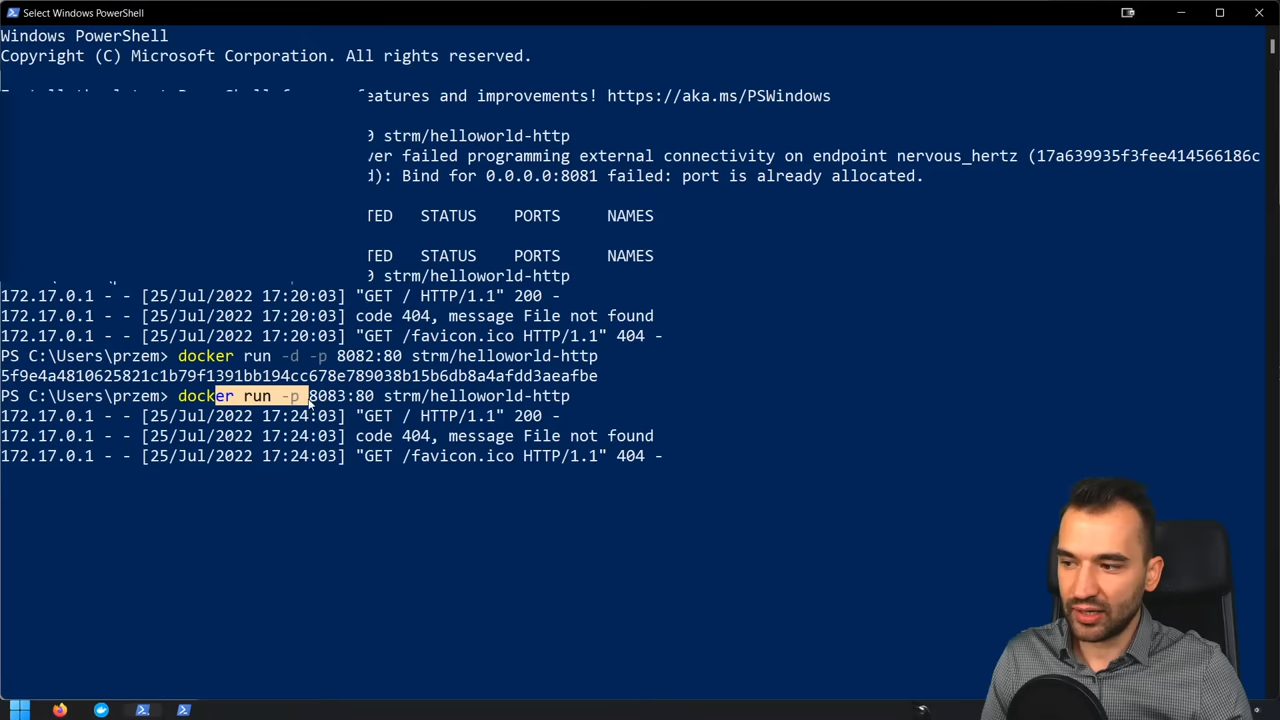 Select Windows PowerShell
Windows PowerShell
Copyright (C) Microsoft Corporation. All rights reserved.
features and improvements! https://aka.ms/PSWindows
strm/helloworld-http
failed programming external connectivity on endpoint nervous_hertz (17a639935f3fee414566186c
d): Bind for 0.0.0.0:8081 failed: port is already allocated.
TED STATUS PORTS NAMES
TED STATUS PORTS NAMES
strm/helloworld-http
172.17.0.1 - - [25/Jul/2022 17:20:03] "GET / HTTP/1.1" 200 -
172.17.0.1 - - [25/Jul/2022 17:20:03] code 404, message File not found
172.17.0.1 - - [25/Jul/2022 17:20:03] "GET /favicon.ico HTTP/1.1" 404 -
PS C:\Users\przem> docker run -d -p 8082:80 strm/helloworld-http
5f9e4a4810625821c1b79f1391bb194cc678e789038b15b6db8a4afdd3aeafbe
PS C:\Users\przem> docker run -p 8083:80 strm/helloworld-http
172.17.0.1 - - [25/Jul/2022 17:24:03] "GET / HTTP/1.1" 200 -
172.17.0.1 - - [25/Jul/2022 17:24:03] code 404, message File not found
172.17.0.1 - - [25/Jul/2022 17:24:03] "GET /favicon.ico HTTP/1.1" 404 -